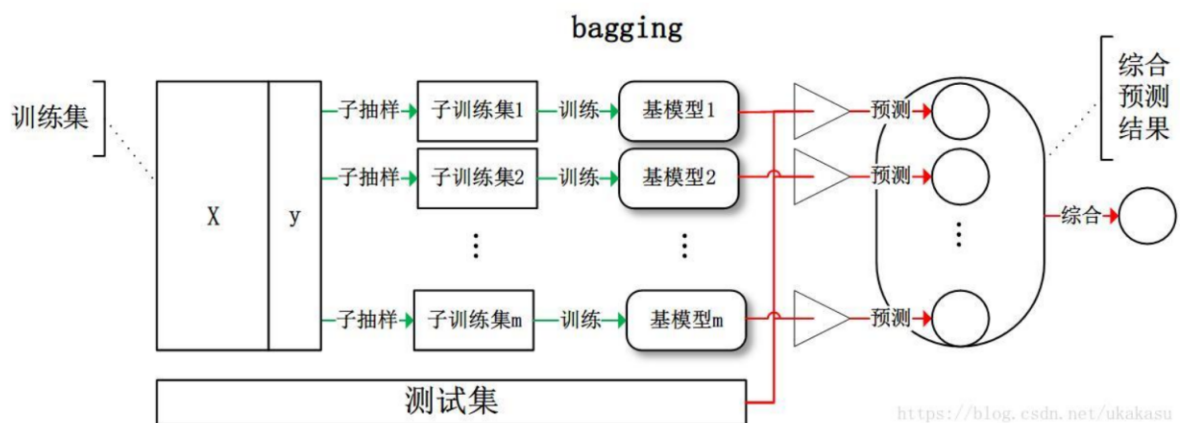 bagging
训练集
X
y
子抽样
子训练集1
训练
基模型1
预测
综合
预测
结果
子抽样
子训练集2
训练
基模型2
预测
综合
子抽样
子训练集m
训练
基模型m
预测
测试集
https://blog.csdn.net/ukakasu